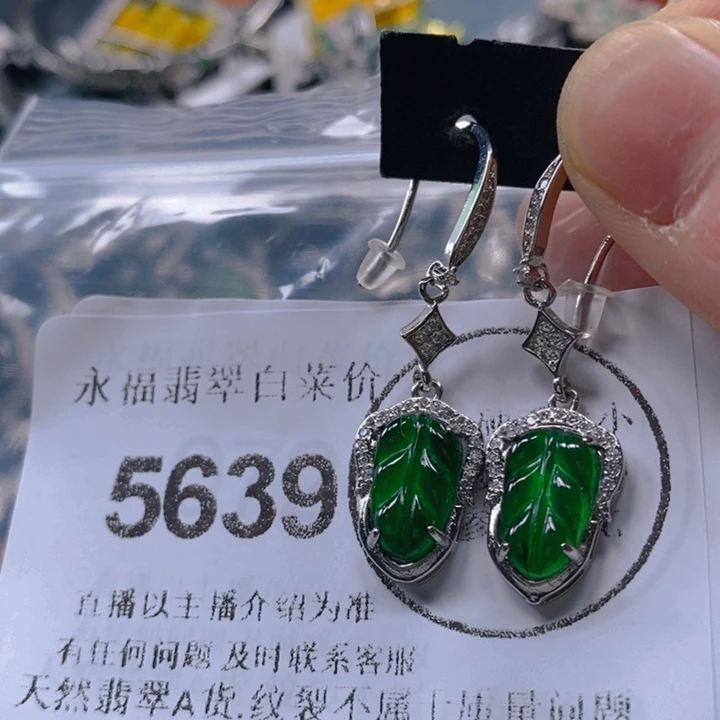 永福翡翠白菜价
小
5639
直播以主播介绍为准
有任何问题及时联系客服
天然翡翠A货.纹裂不属于质量问题